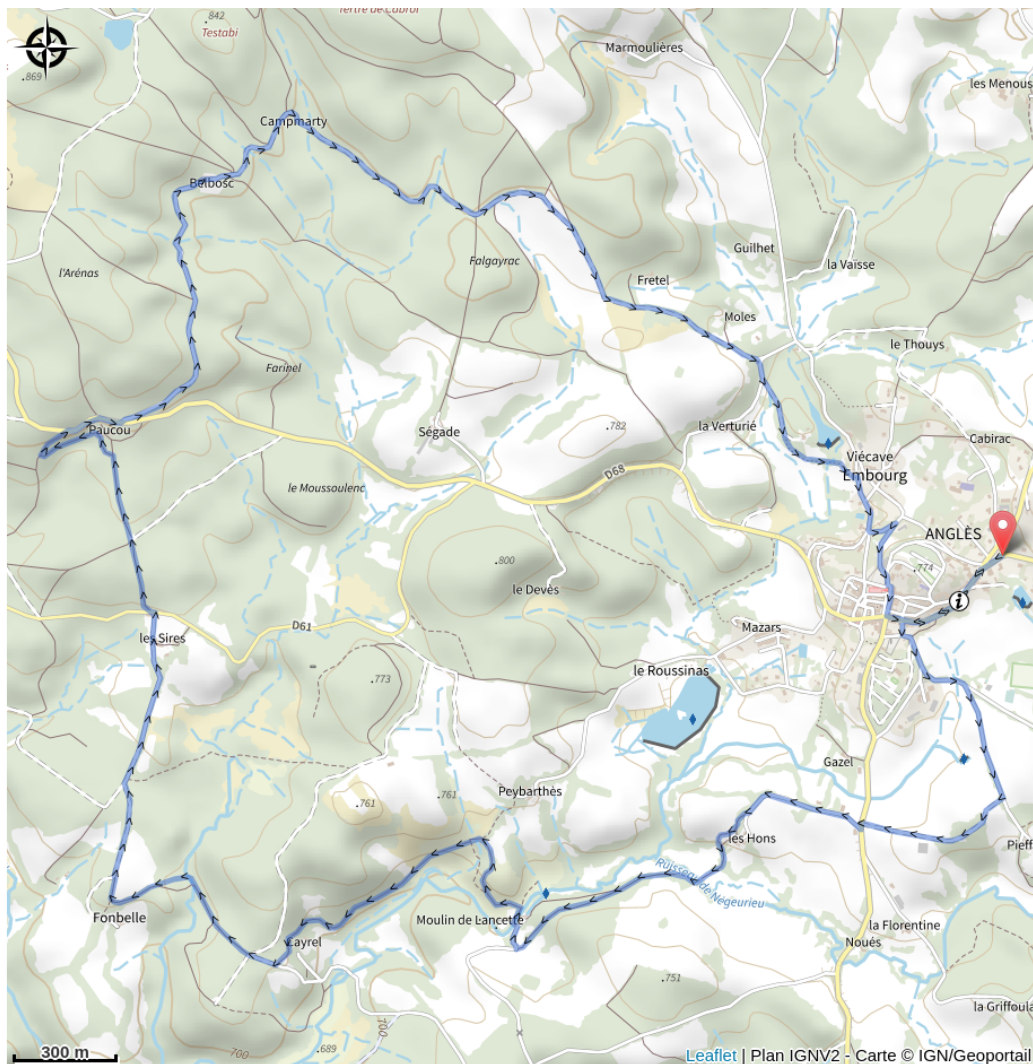 842
Testabi
869
Marmoulières
les Menous
Campmarty
Belbosc
Guilhet
la Vaïsse
l'Arénas
Falgayrac
Fretel
Moles
le Thouys
Farinel
Paucou
Ségade
782
la Verturié
Cabirac
D68
Viécave
Embourg
le Moussoulenc
ANGLÈS
800
774
le Devès
i
D61
les Sires
Mazars
le Roussinas
773
Gazel
Peybarthès
761
761
les Hons
Pieff
Ruisseau de Négeurieu
Fonbelle
Moulin de Lancette
la Florentine
Layrel
Noués
751
la Griffoul
700
700
689
300 m
Leaflet | Plan IGNV2 - Carte © IGN/Geoportail